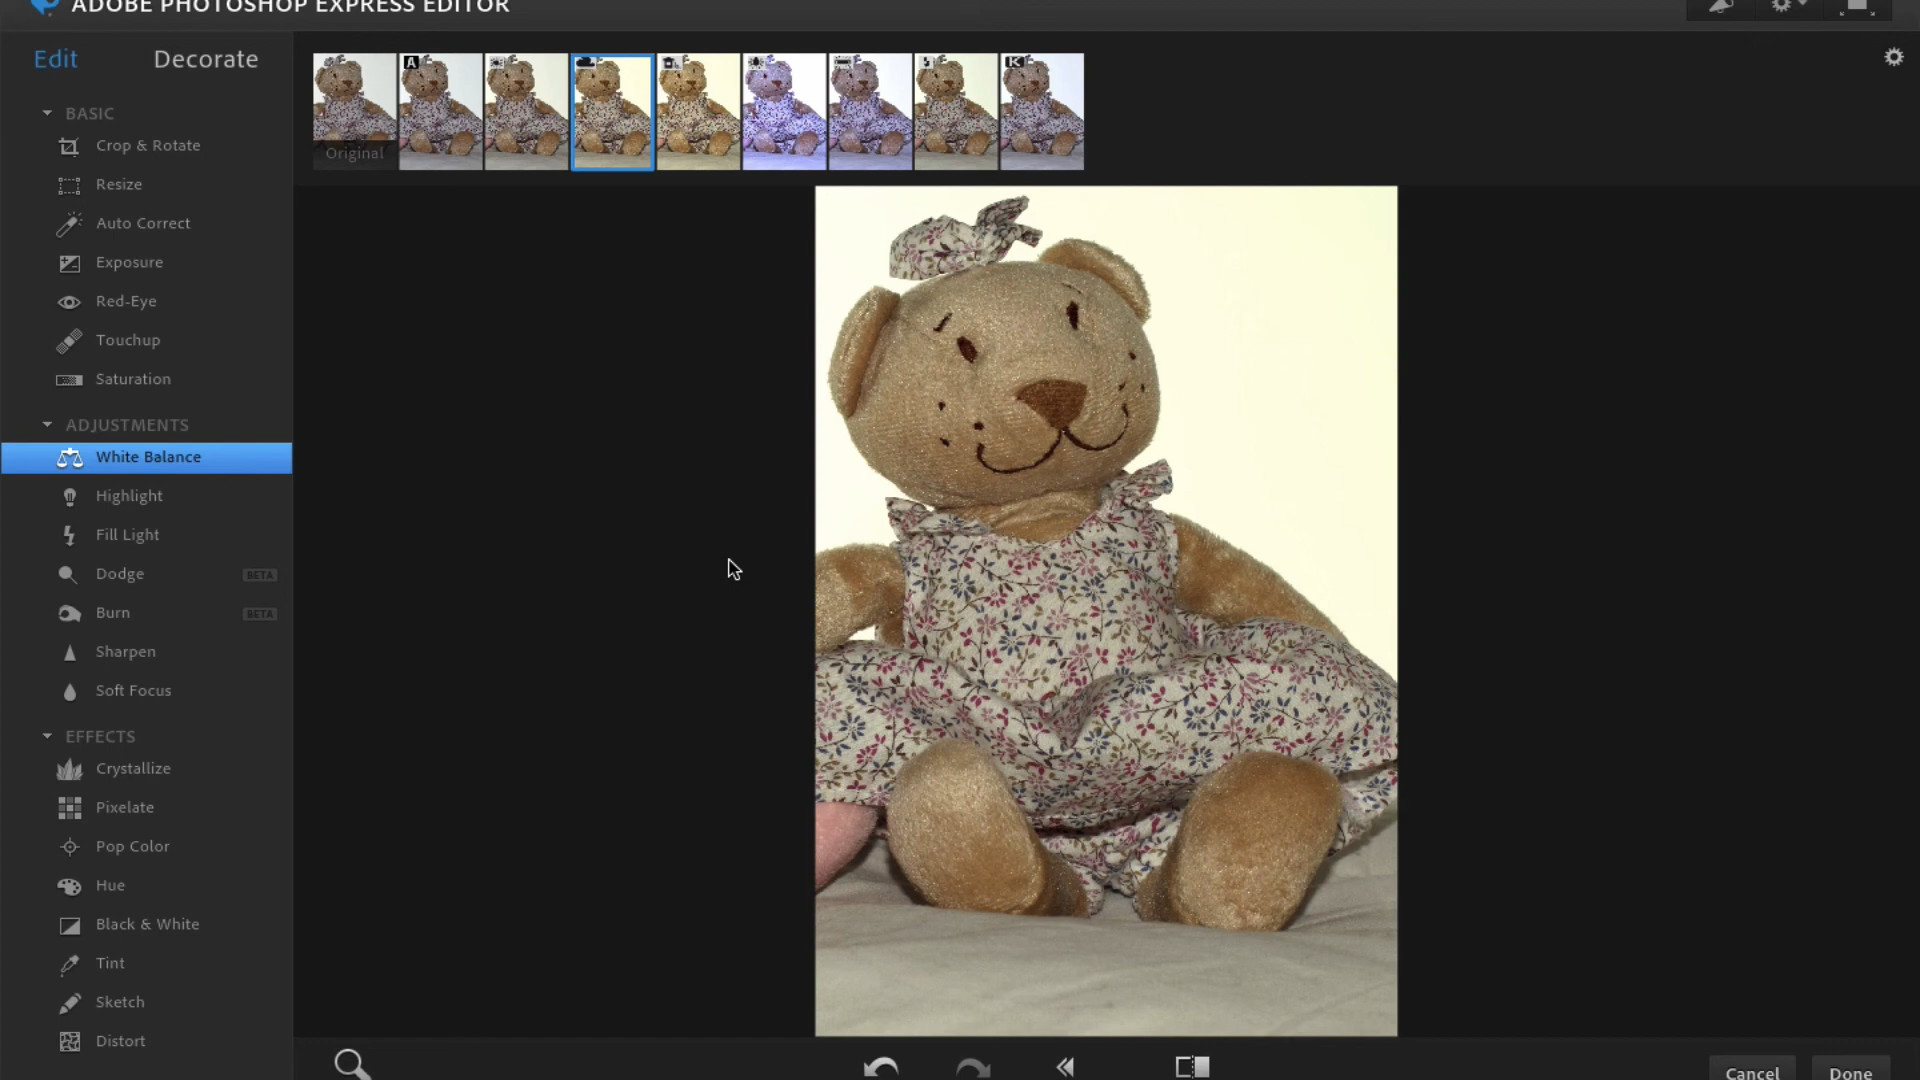 ADOBE PHOTOSHOP EXPRESS EDITOR
Edit
Decorate
BASIC
Crop & Rotate
Resize
Auto Correct
Exposure
Red-Eye
Touchup
Saturation
ADJUSTMENTS
White Balance
Highlight
Fill Light
Dodge BETA
Burn BETA
Sharpen
Soft Focus
EFFECTS
Crystallize
Pixelate
Pop Color
Hue
Black & White
Tint
Sketch
Distort
Original
A
K
Cancel
Done